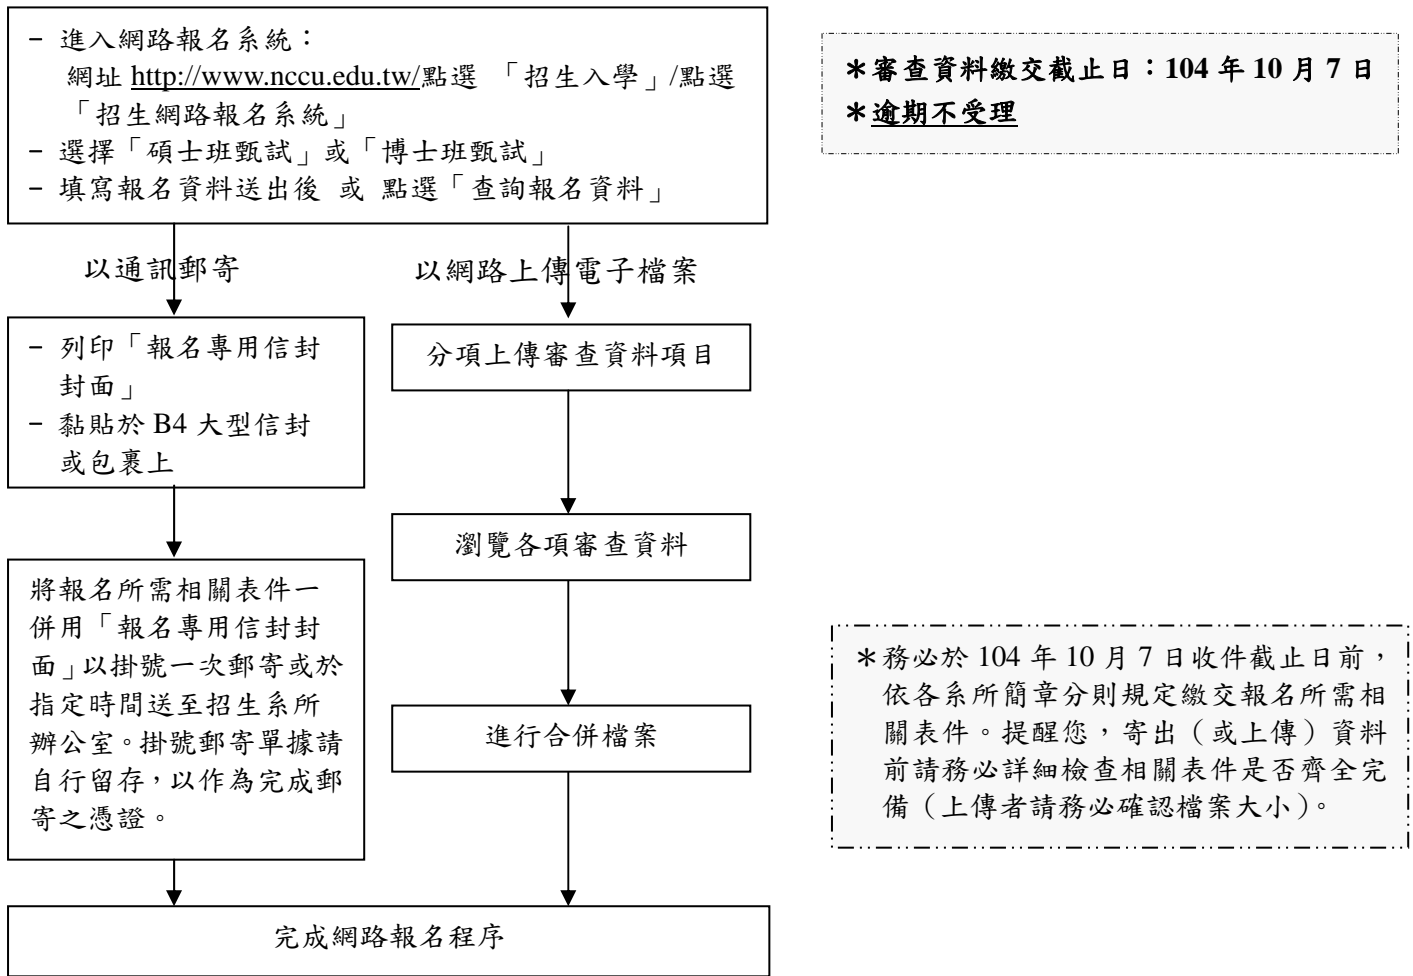 － 進入網路報名系統：
網址 http://www.nccu.edu.tw/點選 「招生入學」/點選
「招生網路報名系統」
－ 選擇「碩士班甄試」或「博士班甄試」
－ 填寫報名資料送出後 或 點選「查詢報名資料」
＊審查資料繳交截止日：104 年 10 月 7 日
＊逾期不受理
以通訊郵寄
－ 列印「報名專用信封
封面」
－ 黏貼於 B4 大型信封
或包裹上
將報名所需相關表件一
併用「報名專用信封封
面」以掛號一次郵寄或於
指定時間送至招生系所
辦公室。掛號郵寄單據請
自行留存，以作為完成郵
寄之憑證。
以網路上傳電子檔案
分項上傳審查資料項目
瀏覽各項審查資料
進行合併檔案
＊務必於 104 年 10 月 7 日收件截止日前，
依各系所簡章分則規定繳交報名所需相
關表件。提醒您，寄出（或上傳）資料
前請務必詳細檢查相關表件是否齊全完
備（上傳者請務必確認檔案大小）。
完成網路報名程序